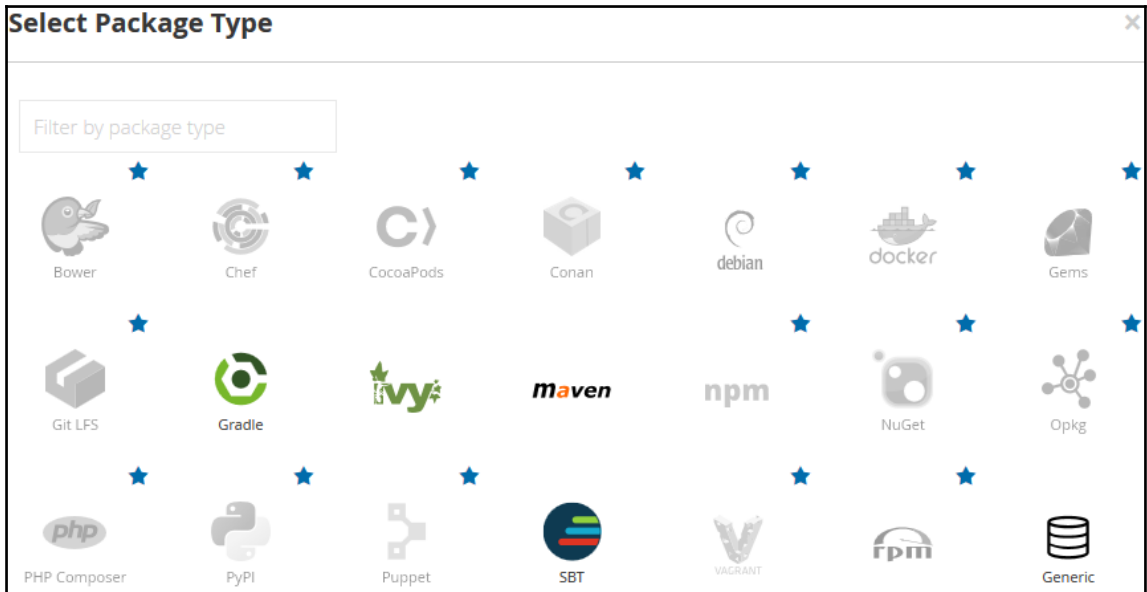 Select Package Type
×
Filter by package type
Bower
Chef
CocoaPods
Conan
debian
docker
Gems
Git LFS
Gradle
ivy
maven
npm
NuGet
Opkg
php
PHP Composer
PyPI
Puppet
SBT
VAGRANT
rpm
Generic